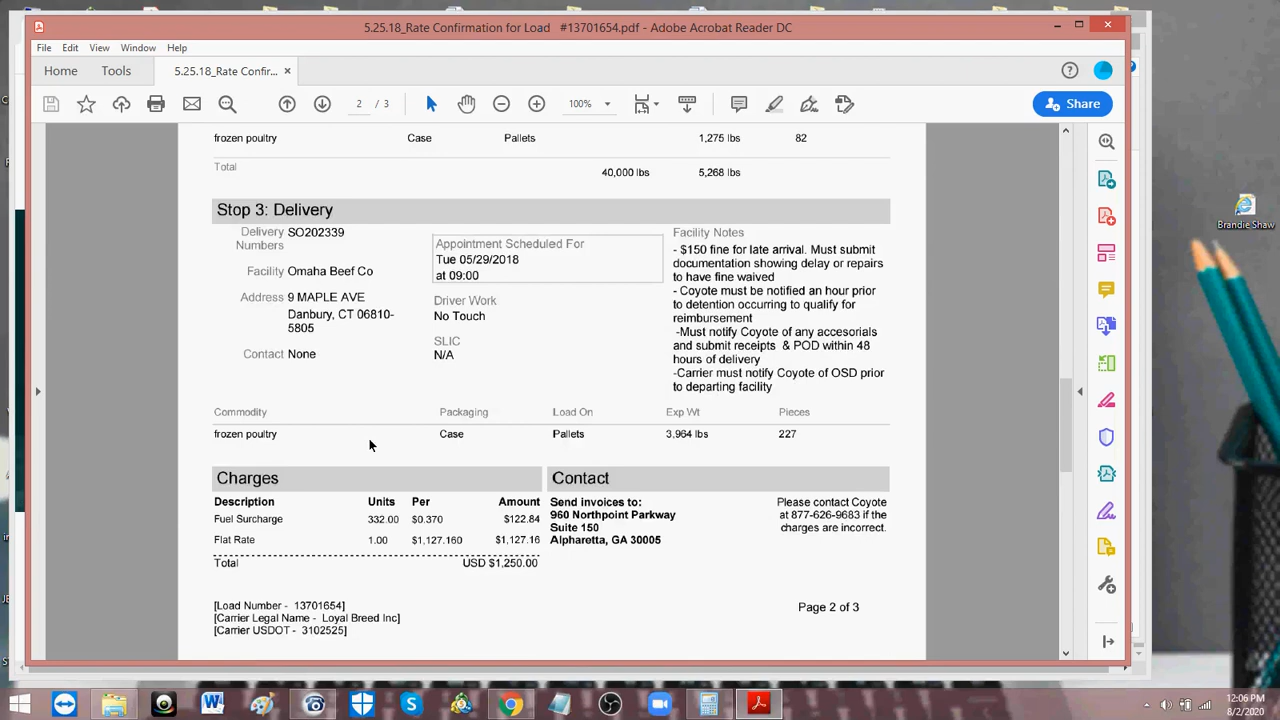 5.25.18_Rate Confirmation for Load #13701654.pdf - Adobe Acrobat Reader DC
File Edit View Window Help
Home Tools 5.25.18_Rate Confir... ×
2 / 3 100% Share
frozen poultry Case Pallets 1,275 lbs 82
Total 40,000 lbs 5,268 lbs
Stop 3: Delivery
Delivery Numbers SO202339
Facility Omaha Beef Co
Address 9 MAPLE AVE
Danbury, CT 06810-
5805
Contact None
Appointment Scheduled For
Tue 05/29/2018
at 09:00
Driver Work
No Touch
SLIC
N/A
Facility Notes
- $150 fine for late arrival. Must submit
documentation showing delay or repairs
to have fine waived
- Coyote must be notified an hour prior
to detention occurring to qualify for
reimbursement
-Must notify Coyote of any accesorials
and submit receipts & POD within 48
hours of delivery
-Carrier must notify Coyote of OSD prior
to departing facility
Commodity Packaging Load On Exp Wt Pieces
frozen poultry Case Pallets 3,964 lbs 227
Charges
Description Units Per Amount
Fuel Surcharge 332.00 $0.370 $122.84
Flat Rate 1.00 $1,127.160 $1,127.16
Total USD $1,250.00
Contact
Send invoices to:
960 Northpoint Parkway
Suite 150
Alpharetta, GA 30005
Please contact Coyote
at 877-626-9683 if the
charges are incorrect.
[Load Number - 13701654]
[Carrier Legal Name - Loyal Breed Inc]
[Carrier USDOT - 3102525]
Page 2 of 3
Brandie Shaw
12:06 PM
8/2/2020